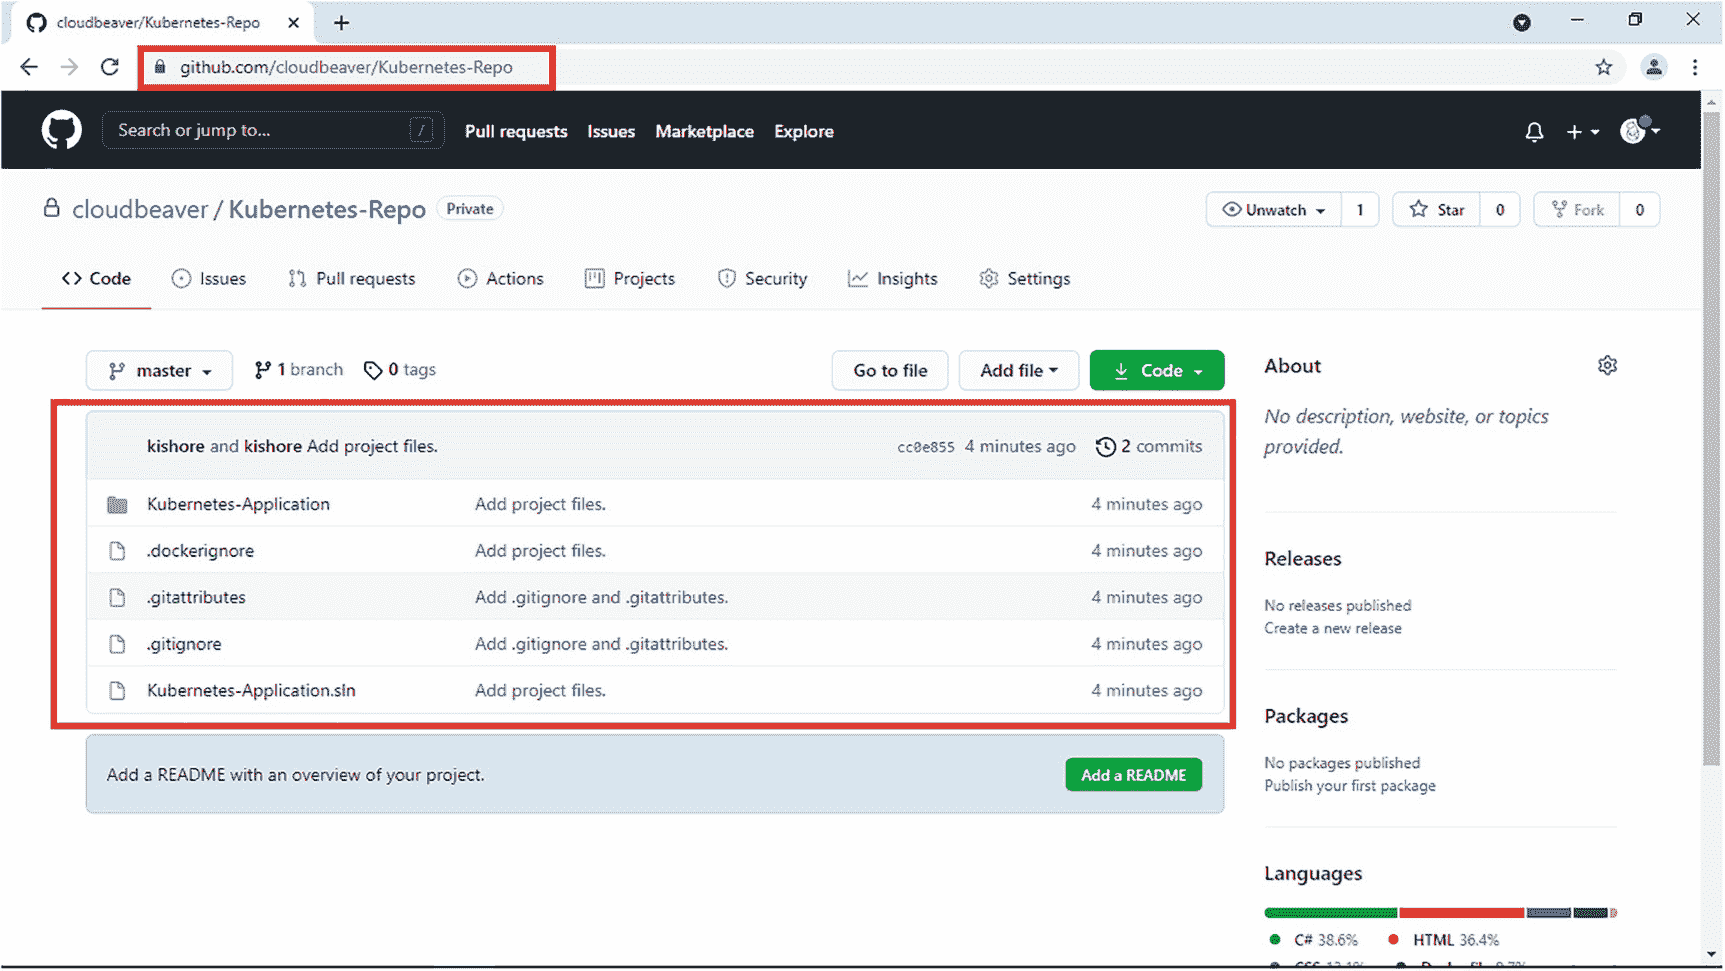 cloudbeaver/Kubernetes-Repo
github.com/cloudbeaver/Kubernetes-Repo
Search or jump to... / Pull requests Issues Marketplace Explore
cloudbeaver / Kubernetes-Repo Private Unwatch 1 Star 0 Fork 0
Code Issues Pull requests Actions Projects Security Insights Settings
master 1 branch 0 tags Go to file Add file Code
kishore and kishore Add project files. cc0e855 4 minutes ago 2 commits
Kubernetes-Application Add project files. 4 minutes ago
.dockerignore Add project files. 4 minutes ago
.gitattributes Add .gitignore and .gitattributes. 4 minutes ago
.gitignore Add .gitignore and .gitattributes. 4 minutes ago
Kubernetes-Application.sln Add project files. 4 minutes ago
Add a README with an overview of your project. Add a README
About
No description, website, or topics
provided.
Releases
No releases published
Create a new release
Packages
No packages published
Publish your first package
Languages
C# 38.6% HTML 36.4%